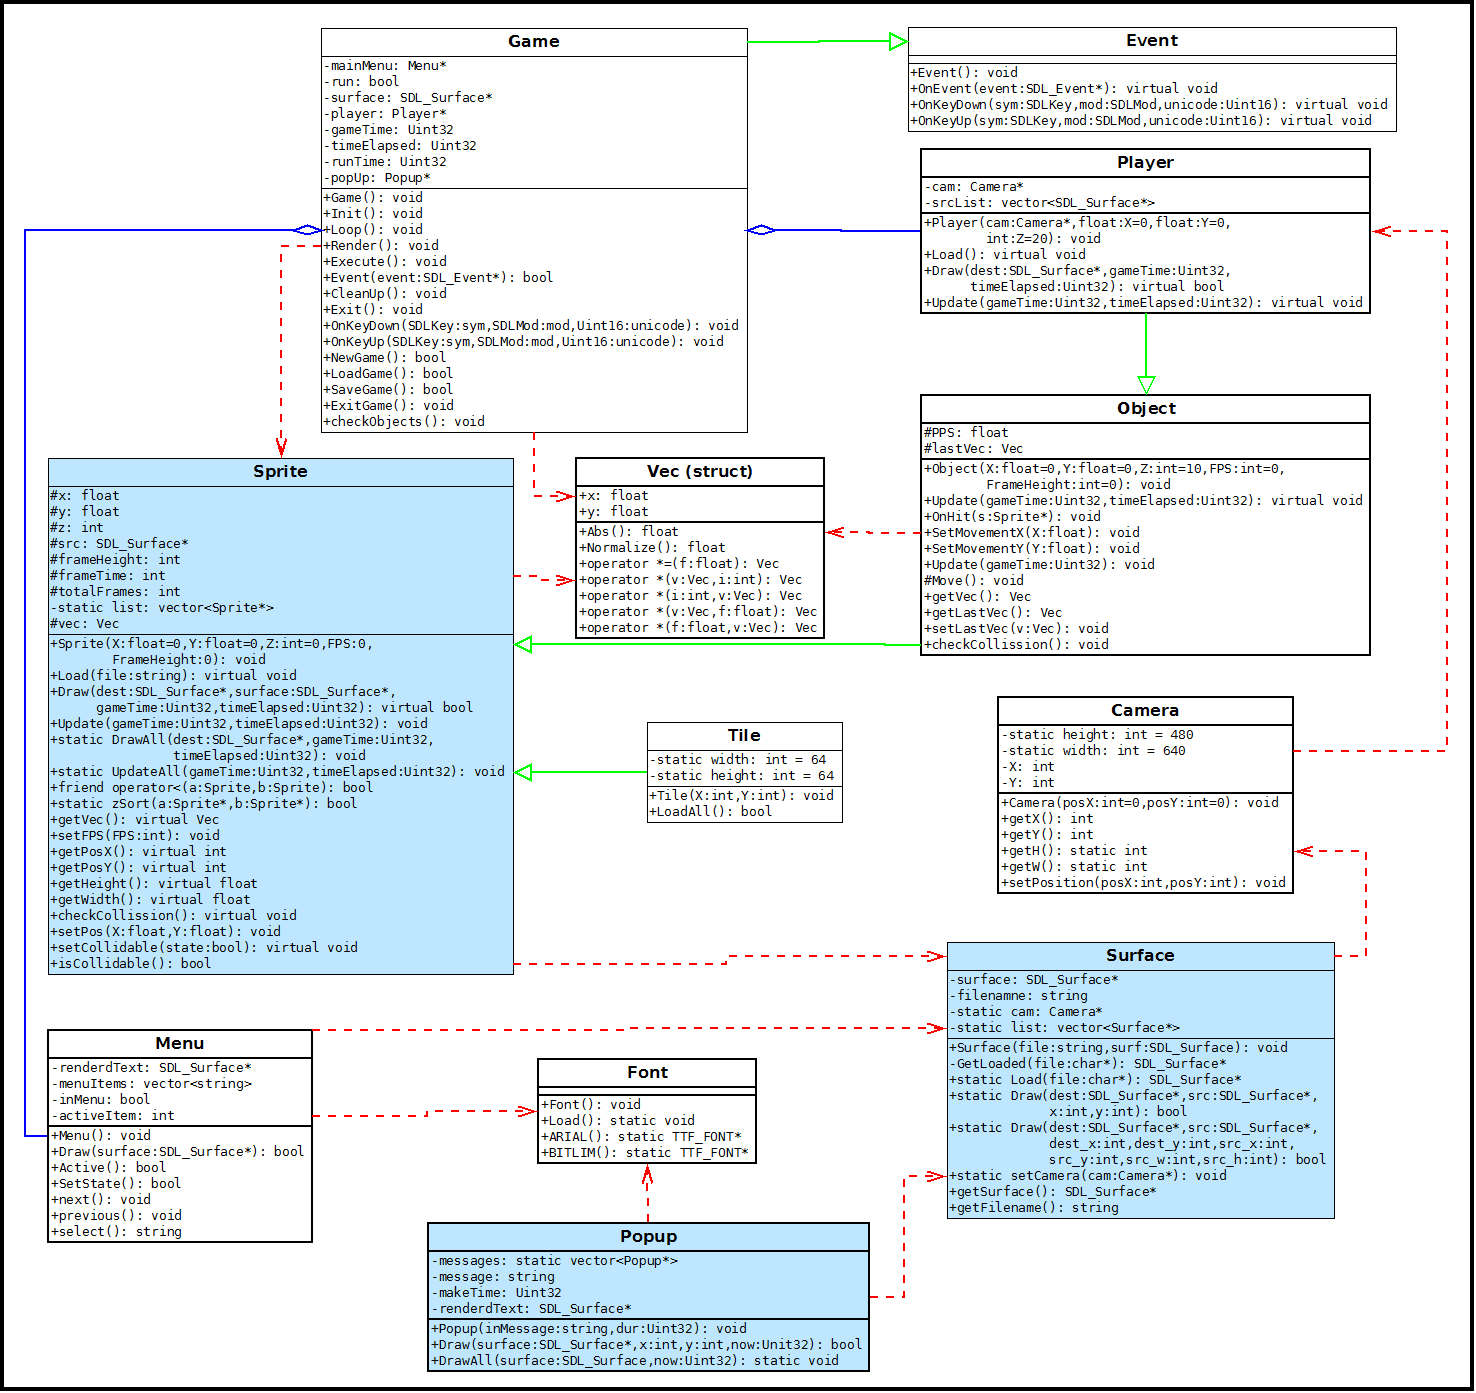 Game
-mainMenu: Menu*
-run: bool
-surface: SDL_Surface*
-player: Player*
-gameTime: Uint32
-timeElapsed: Uint32
-runTime: Uint32
-popUp: Popup*
+Game(): void
+Init(): void
+Loop(): void
+Render(): void
+Execute(): void
+Event(event:SDL_Event*): bool
+CleanUp(): void
+Exit(): void
+OnKeyDown(SDLKey:sym,SDLMod:mod,Uint16:unicode): void
+OnKeyUp(SDLKey:sym,SDLMod:mod,Uint16:unicode): void
+NewGame(): bool
+LoadGame(): bool
+SaveGame(): bool
+ExitGame(): void
+checkObjects(): void
Event
+Event(): void
+OnEvent(event:SDL_Event*): virtual void
+OnKeyDown(sym:SDLKey,mod:SDLMod,unicode:Uint16): virtual void
+OnKeyUp(sym:SDLKey,mod:SDLMod,unicode:Uint16): virtual void
Player
-cam: Camera*
-srcList: vector<SDL_Surface*>
+Player(cam:Camera*,float:X=0,float:Y=0,
int:Z=20): void
+Load(): virtual void
+Draw(dest:SDL_Surface*,gameTime:Uint32,
timeElapsed:Uint32): virtual bool
+Update(gameTime:Uint32,timeElapsed:Uint32): virtual void
Object
#PPS: float
#lastVec: Vec
+Object(X:float=0,Y:float=0,Z:int=10,FPS:int=0,
FrameHeight:int=0): void
+Update(gameTime:Uint32,timeElapsed:Uint32): virtual void
+OnHit(s:Sprite*): void
+SetMovementX(X:float): void
+SetMovementY(Y:float): void
+Update(gameTime:Uint32): void
#Move(): void
+getVec(): Vec
+getLastVec(): Vec
+setLastVec(v:Vec): void
+checkCollision(): void
Sprite
#x: float
#y: float
#z: int
#src: SDL_Surface*
#frameHeight: int
#frameTime: int
#totalFrames: int
-static list: vector<Sprite*>
#vec: Vec
+Sprite(X:float=0,Y:float=0,Z:int=0,FPS:0,
FrameHeight:0): void
+Load(file:string): virtual void
+Draw(dest:SDL_Surface*,surface:SDL_Surface*,
gameTime:Uint32,timeElapsed:Uint32): virtual bool
+Update(gameTime:Uint32,timeElapsed:Uint32): void
+static DrawAll(dest:SDL_Surface*,gameTime:Uint32,
timeElapsed:Uint32): void
+static UpdateAll(gameTime:Uint32,timeElapsed:Uint32): void
+friend operator<(a:Sprite,b:Sprite): bool
+static zSort(a:Sprite*,b:Sprite*): bool
+getVec(): virtual Vec
+setFPS(FPS:int): void
+getPosX(): virtual int
+getPosY(): virtual int
+getHeight(): virtual float
+getWidth(): virtual float
+checkCollission(): virtual void
+setPos(X:float,Y:float): void
+setCollidable(state:bool): virtual void
+isCollidable(): bool
Vec (struct)
+x: float
+y: float
+Abs(): float
+Normalize(): float
+operator *=(f:float): Vec
+operator *(v:Vec,i:int): Vec
+operator *(i:int,v:Vec): Vec
+operator *(v:Vec,f:float): Vec
+operator *(f:float,v:Vec): Vec
Tile
-static width: int = 64
-static height: int = 64
+Tile(X:int,Y:int): void
+LoadAll(): bool
Camera
-static height: int = 480
-static width: int = 640
-X: int
-Y: int
+Camera(posX:int=0,posY:int=0): void
+getX(): int
+getY(): int
+getH(): static int
+getW(): static int
+setPosition(posX:int,posY:int): void
Surface
-surface: SDL_Surface*
-filenamne: string
-static cam: Camera*
-static list: vector<Surface*>
+Surface(file:string,surf:SDL_Surface): void
-GetLoaded(file:char*): SDL_Surface*
+static Load(file:char*): SDL_Surface*
+static Draw(dest:SDL_Surface*,src:SDL_Surface*,
x:int,y:int): bool
+static Draw(dest:SDL_Surface*,src:SDL_Surface*,
dest_x:int,dest_y:int,src_x:int,
src_y:int,src_w:int,src_h:int): bool
+static setCamera(cam:Camera*): void
+getSurface(): SDL_Surface*
+getFilename(): string
Menu
-renderdText: SDL_Surface*
-menuItems: vector<string>
-inMenu: bool
-activeItem: int
+Menu(): void
+Draw(surface:SDL_Surface*): bool
+Active(): bool
+SetState(): bool
+next(): void
+previous(): void
+select(): string
Font
+Font(): void
+Load(): static void
+ARIAL(): static TTF_FONT*
+BITLIM(): static TTF_FONT*
Popup
-messages: static vector<Popup*>
-message: string
-makeTime: Uint32
-renderdText: SDL_Surface*
+Popup(inMessage:string,dur:Uint32): void
+Draw(surface:SDL_Surface*,x:int,y:int,now:Unit32): bool
+DrawAll(surface:SDL_Surface,now:Uint32): static void